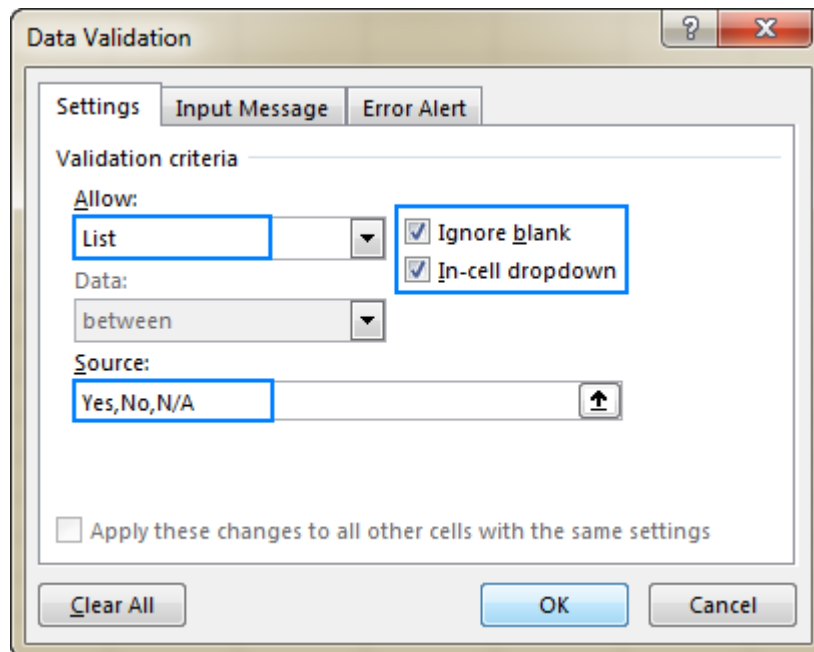 Data Validation
Settings
Input Message
Error Alert
Validation criteria
Allow:
List
Ignore blank
In-cell dropdown
Data:
between
Source:
Yes,No,N/A
Apply these changes to all other cells with the same settings
Clear All
OK
Cancel